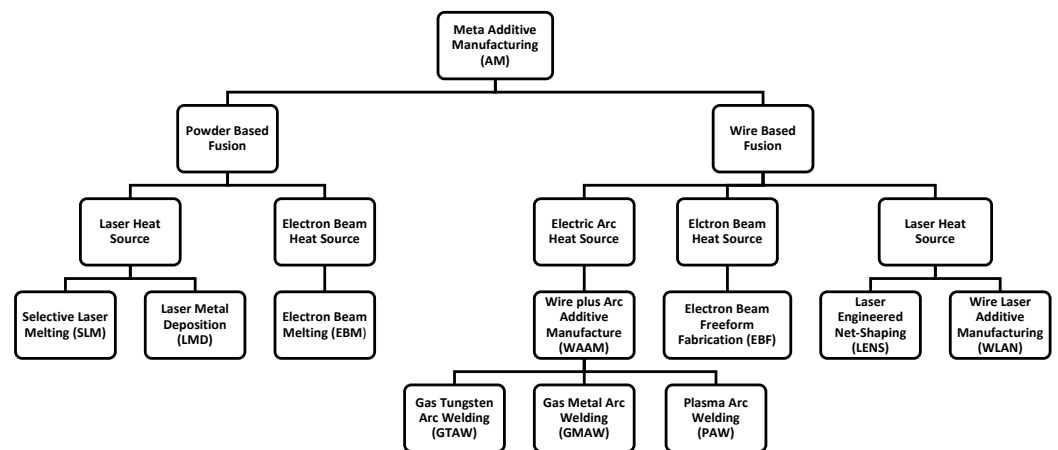 Meta Additive
Manufacturing
(AM)
Powder Based
Fusion
Wire Based
Fusion
Laser Heat
Source
Electron Beam
Heat Source
Electric Arc
Heat Source
Elctron Beam
Heat Source
Laser Heat
Source
Selective Laser
Melting (SLM)
Laser Metal
Deposition
(LMD)
Electron Beam
Melting (EBM)
Wire plus Arc
Additive
Manufacture
(WAAM)
Electron Beam
Freeform
Fabrication (EBF)
Laser
Engineered
Net-Shaping
(LENS)
Wire Laser
Additive
Manufacturing
(WLAN)
Gas Tungsten
Arc Welding
(GTAW)
Gas Metal Arc
Welding
(GMAW)
Plasma Arc
Welding
(PAW)